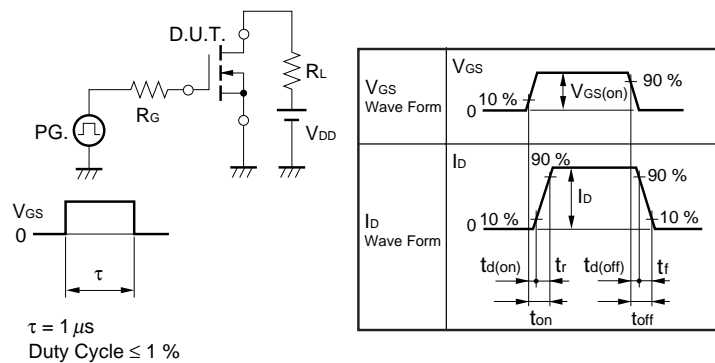 D.U.T.
RL
RG
PG.
VDD
VGS
0
τ
τ = 1 μs
Duty Cycle ≤ 1 %
VGS
Wave Form
VGS
10 %
0
VGS(on)
90 %
ID
Wave Form
ID
90 %
90 %
0 10 %
ID
10 %
td(on) tr td(off) tf
ton toff